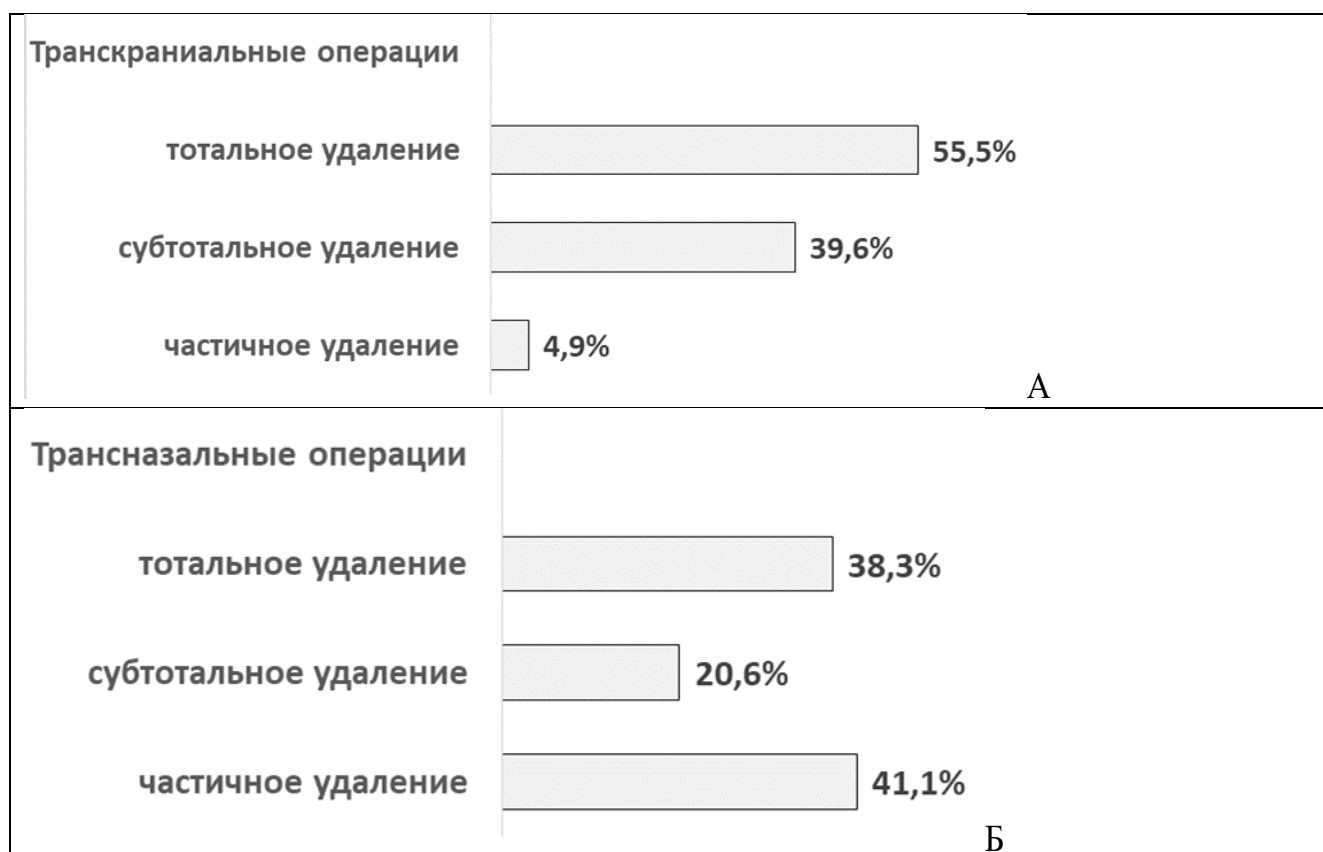 Транскраниальные операции
тотальное удаление 55,5%
субтотальное удаление 39,6%
частичное удаление 4,9%
А
Трансназальные операции
тотальное удаление 38,3%
субтотальное удаление 20,6%
частичное удаление 41,1%
Б